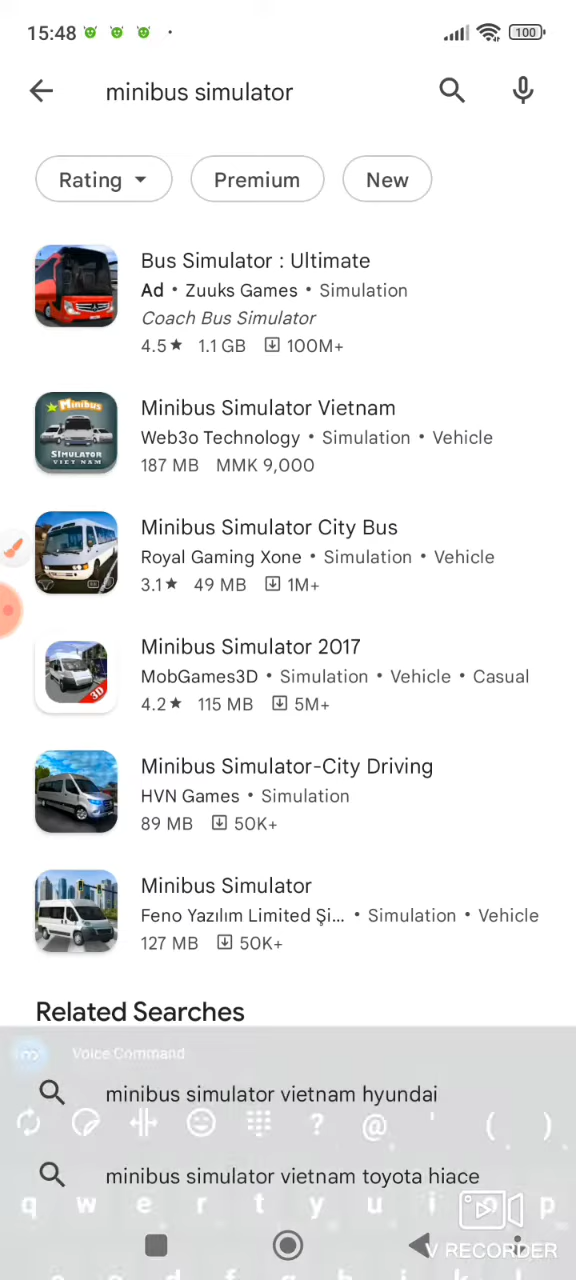 15:48
100
minibus simulator
Rating
Premium
New
Bus Simulator : Ultimate
Ad • Zuuks Games • Simulation
Coach Bus Simulator
4.5★ 1.1 GB 100M+
Minibus
SIMULATOR
VIET NAM
Minibus Simulator Vietnam
Web3o Technology • Simulation • Vehicle
187 MB MMK 9,000
Minibus Simulator City Bus
Royal Gaming Xone • Simulation • Vehicle
3.1★ 49 MB 1M+
3D
Minibus Simulator 2017
MobGames3D • Simulation • Vehicle • Casual
4.2★ 115 MB 5M+
Minibus Simulator-City Driving
HVN Games • Simulation
89 MB 50K+
Minibus Simulator
Feno Yazılım Limited Şi... • Simulation • Vehicle
127 MB 50K+
Related Searches
Voice Command
minibus simulator vietnam hyundai
? @ ' ( )
minibus simulator vietnam toyota hiace
q w e r t y u i o p
V RECORDER